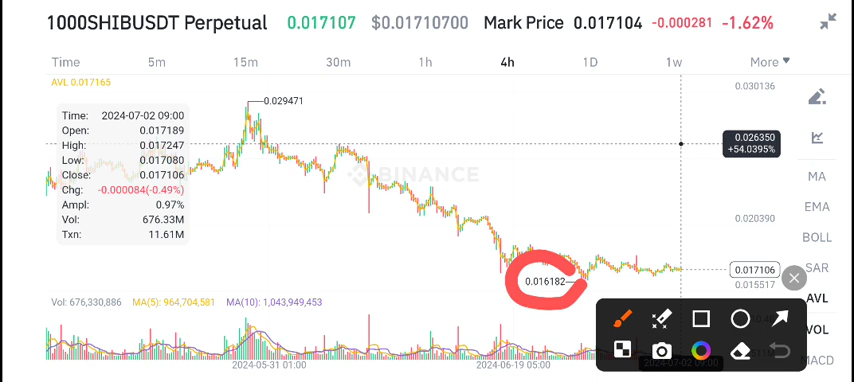 1000SHIBUSDT Perpetual 0.017107 $0.01710700 Mark Price 0.017104 -0.000281 -1.62%
Time 5m 15m 30m 1h 4h 1D 1w More
AVL 0.017165
0.030136
0.029471
Time: 2024-07-02 09:00
Open: 0.017189
High: 0.017247
Low: 0.017080
Close: 0.017106
Chg: -0.000084(-0.49%)
Ampl: 0.97%
Vol: 676.33M
Txn: 11.61M
0.026350
+54.0395%
BINANCE
MA
EMA
BOLL
SAR
AVL
VOL
MACD
0.020390
0.017106
0.015517
0.016182
Vol: 676,330,886 MA(5): 964,704,581 MA(10): 1,043,949,453
2024-05-31 01:00 2024-06-19 05:00 2024-07-02 09:00